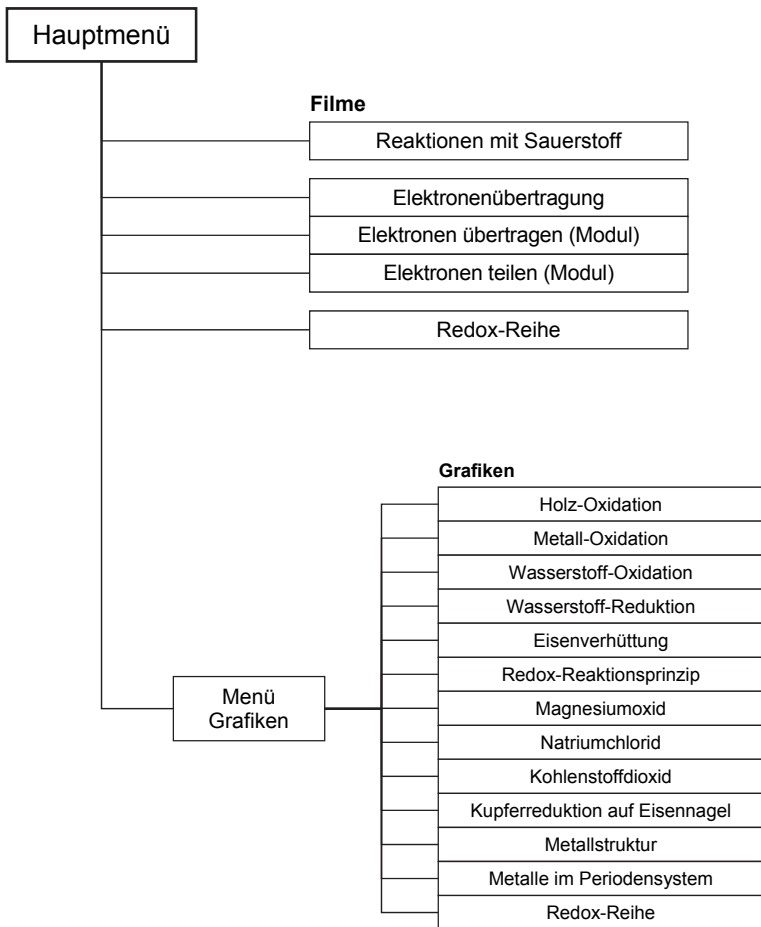 Hauptmenü
Filme
Reaktionen mit Sauerstoff
Elektronenübertragung
Elektronen übertragen (Modul)
Elektronen teilen (Modul)
Redox-Reihe
Grafiken
Holz-Oxidation
Metall-Oxidation
Wasserstoff-Oxidation
Wasserstoff-Reduktion
Eisenverhüttung
Redox-Reaktionsprinzip
Menü
Grafiken
Magnesiumoxid
Natriumchlorid
Kohlenstoffdioxid
Kupferreduktion auf Eisennagel
Metallstruktur
Metalle im Periodensystem
Redox-Reihe